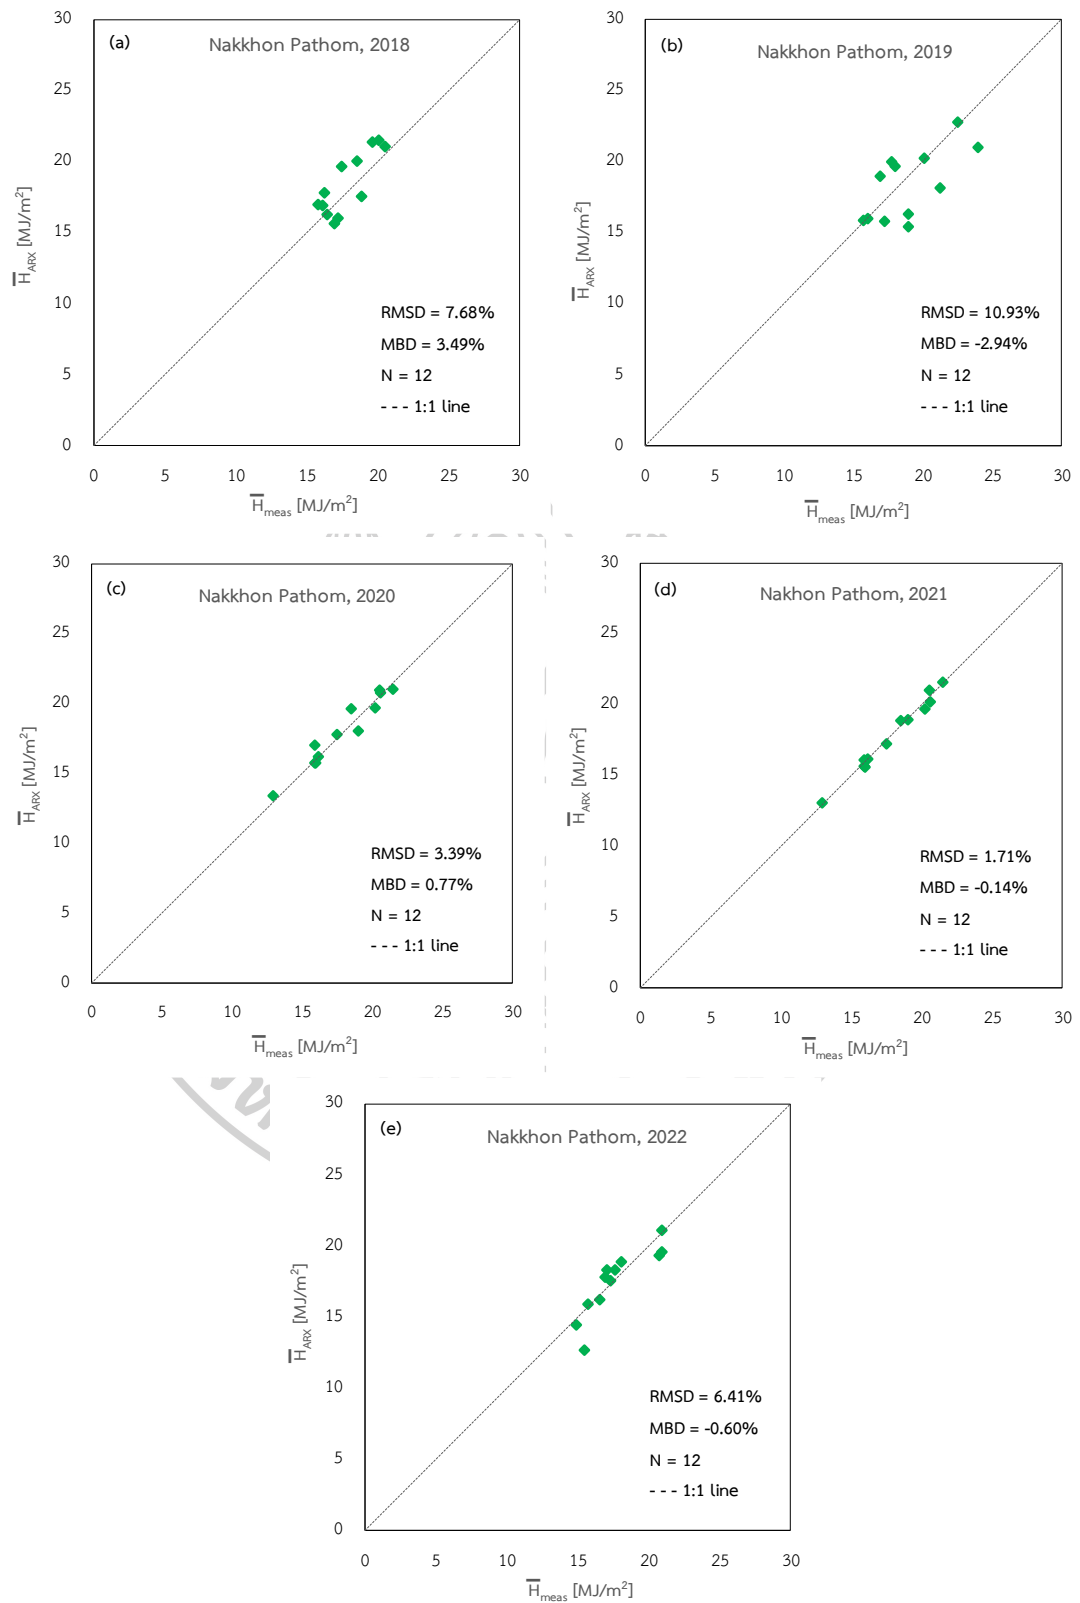 (a)
Nakkhon Pathom, 2018
30
25
20
15
10
5
0
H̅ARX [MJ/m²]
RMSD = 7.68%
MBD = 3.49%
N = 12
- - - 1:1 line
0 5 10 15 20 25 30
H̅meas [MJ/m²]
(b)
Nakkhon Pathom, 2019
30
25
20
15
10
5
0
H̅ARX [MJ/m²]
RMSD = 10.93%
MBD = -2.94%
N = 12
- - - 1:1 line
0 5 10 15 20 25 30
H̅meas [MJ/m²]
(c)
Nakkhon Pathom, 2020
30
25
20
15
10
5
0
H̅ARX [MJ/m²]
RMSD = 3.39%
MBD = 0.77%
N = 12
- - - 1:1 line
0 5 10 15 20 25 30
H̅meas [MJ/m²]
(d)
Nakhon Pathom, 2021
30
25
20
15
10
5
0
H̅ARX [MJ/m²]
RMSD = 1.71%
MBD = -0.14%
N = 12
- - - 1:1 line
0 5 10 15 20 25 30
H̅meas [MJ/m²]
(e)
Nakkhon Pathom, 2022
30
25
20
15
10
5
0
H̅ARX [MJ/m²]
RMSD = 6.41%
MBD = -0.60%
N = 12
- - - 1:1 line
0 5 10 15 20 25 30
H̅meas [MJ/m²]